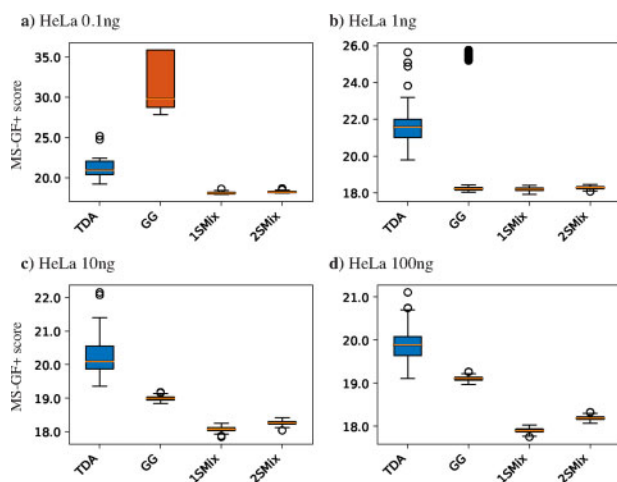 a) HeLa 0.1ng
b) HeLa 1ng
MS-GF+ score
35.0
30.0
25.0
20.0
TDA
GG
1SMix
2SMix
26.0
24.0
22.0
20.0
18.0
TDA
GG
1SMix
2SMix
c) HeLa 10ng
d) HeLa 100ng
MS-GF+ score
22.0
21.0
20.0
19.0
18.0
TDA
GG
1SMix
2SMix
21.0
20.0
19.0
18.0
TDA
GG
1SMix
2SMix